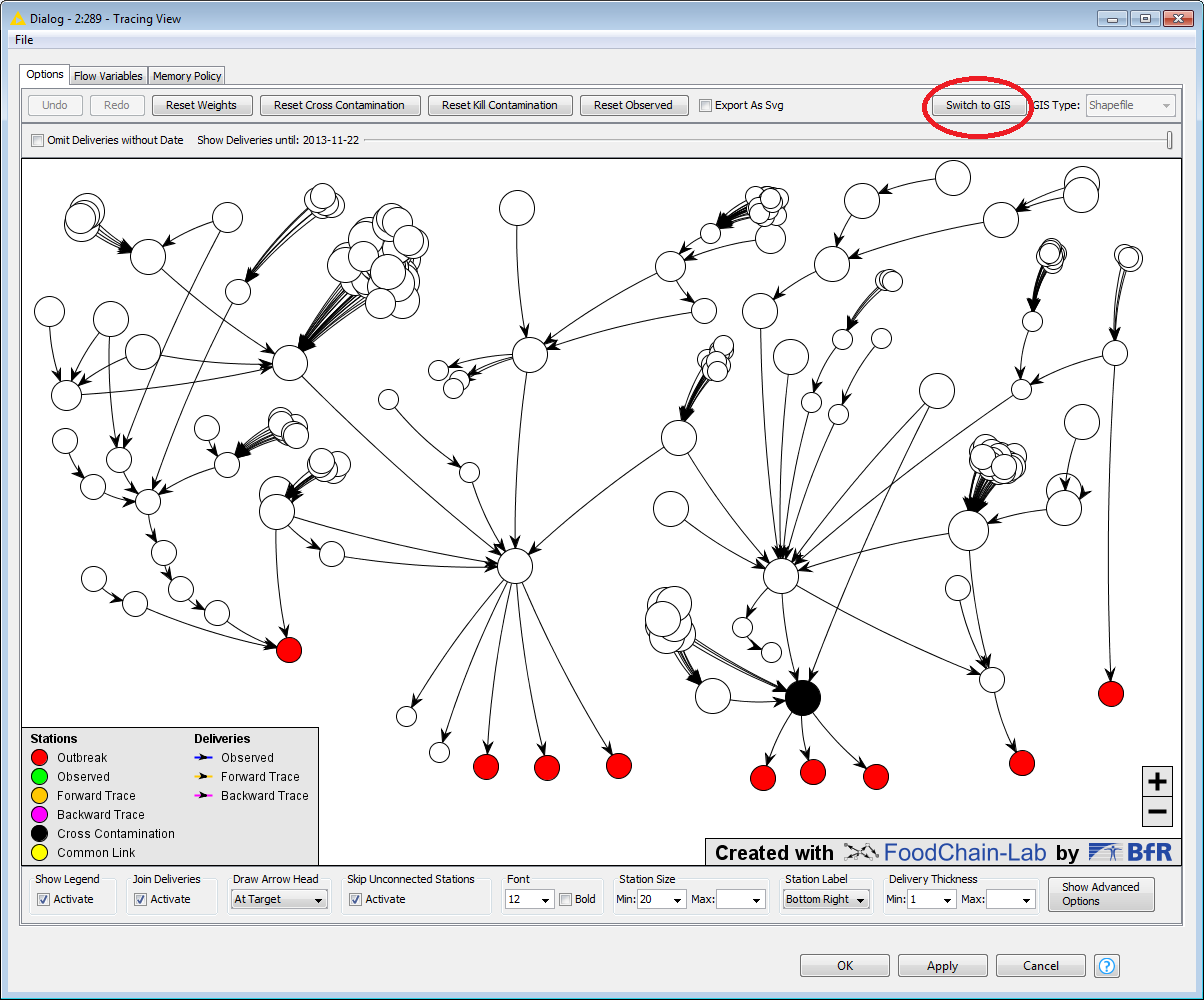 Dialog - 2:289 - Tracing View
File
Options Flow Variables Memory Policy
Undo Redo Reset Weights Reset Cross Contamination Reset Kill Contamination Reset Observed Export As Svg Switch to GIS GIS Type: Shapefile
Omit Deliveries without Date Show Deliveries until: 2013-11-22
Stations Deliveries
Outbreak Observed
Observed Forward Trace
Forward Trace Backward Trace
Backward Trace
Cross Contamination
Common Link
+
−
Created with FoodChain-Lab by BfR
Show Legend Join Deliveries Draw Arrow Head Skip Unconnected Stations Font Station Size Station Label Delivery Thickness
Activate Activate At Target Activate 12 Bold Min: 20 Max: Bottom Right Min: 1 Max: Show Advanced
Options
OK Apply Cancel ?